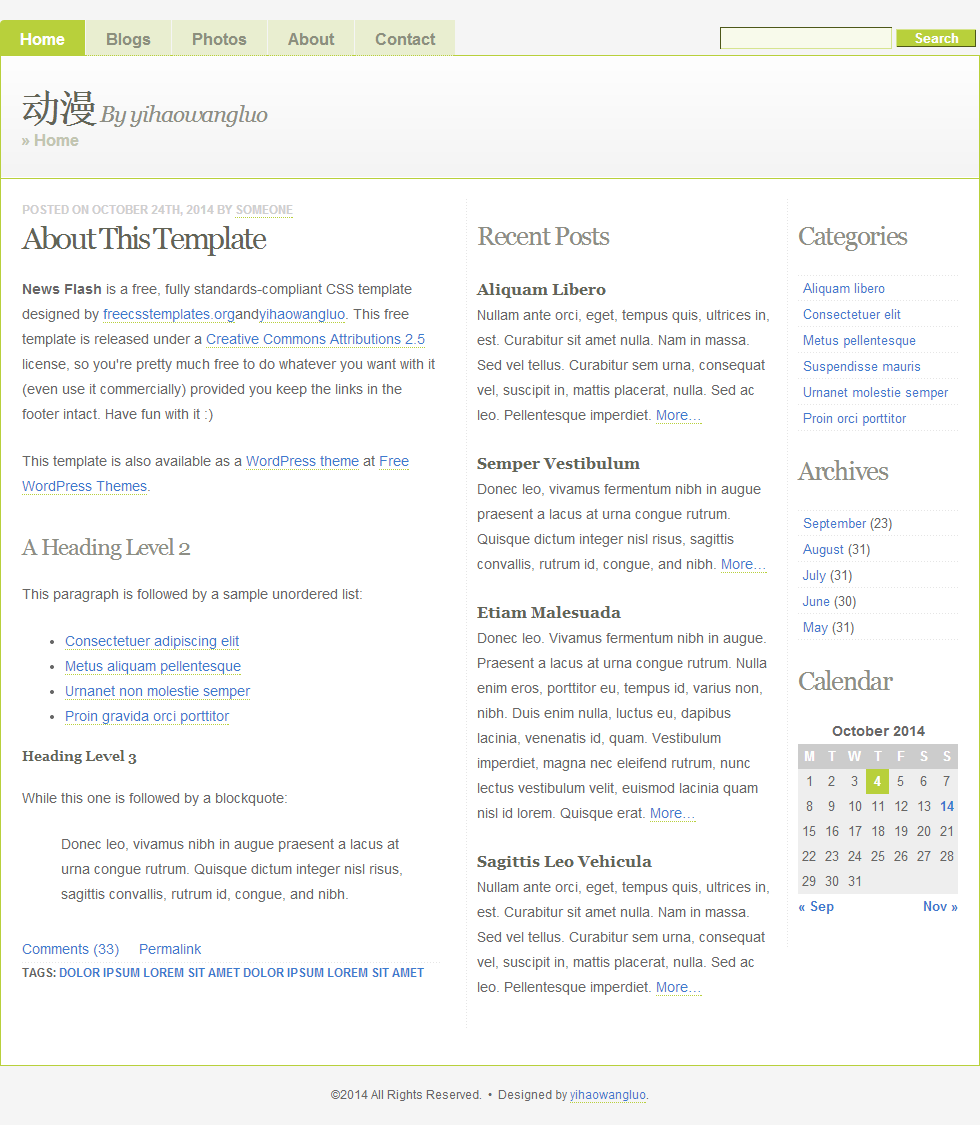 Home Blogs Photos About Contact Search
动漫 By yihaowangluo
» Home
POSTED ON OCTOBER 24TH, 2014 BY SOMEONE
About This Template
News Flash is a free, fully standards-compliant CSS template
designed by freecsstemplates.organdyihaowangluo. This free
template is released under a Creative Commons Attributions 2.5
license, so you're pretty much free to do whatever you want with it
(even use it commercially) provided you keep the links in the
footer intact. Have fun with it :)
This template is also available as a WordPress theme at Free
WordPress Themes.
A Heading Level 2
This paragraph is followed by a sample unordered list:
• Consectetuer adipiscing elit
• Metus aliquam pellentesque
• Urnanet non molestie semper
• Proin gravida orci porttitor
Heading Level 3
While this one is followed by a blockquote:
Donec leo, vivamus nibh in augue praesent a lacus at
urna congue rutrum. Quisque dictum integer nisl risus,
sagittis convallis, rutrum id, congue, and nibh.
Comments (33) Permalink
TAGS: DOLOR IPSUM LOREM SIT AMET DOLOR IPSUM LOREM SIT AMET
Recent Posts
Aliquam Libero
Nullam ante orci, eget, tempus quis, ultrices in,
est. Curabitur sit amet nulla. Nam in massa.
Sed vel tellus. Curabitur sem urna, consequat
vel, suscipit in, mattis placerat, nulla. Sed ac
leo. Pellentesque imperdiet. More…
Semper Vestibulum
Donec leo, vivamus fermentum nibh in augue
praesent a lacus at urna congue rutrum.
Quisque dictum integer nisl risus, sagittis
convallis, rutrum id, congue, and nibh. More…
Etiam Malesuada
Donec leo. Vivamus fermentum nibh in augue.
Praesent a lacus at urna congue rutrum. Nulla
enim eros, porttitor eu, tempus id, varius non,
nibh. Duis enim nulla, luctus eu, dapibus
lacinia, venenatis id, quam. Vestibulum
imperdiet, magna nec eleifend rutrum, nunc
lectus vestibulum velit, euismod lacinia quam
nisl id lorem. Quisque erat. More…
Sagittis Leo Vehicula
Nullam ante orci, eget, tempus quis, ultrices in,
est. Curabitur sit amet nulla. Nam in massa.
Sed vel tellus. Curabitur sem urna, consequat
vel, suscipit in, mattis placerat, nulla. Sed ac
leo. Pellentesque imperdiet. More…
Categories
Aliquam libero
Consectetuer elit
Metus pellentesque
Suspendisse mauris
Urnanet molestie semper
Proin orci porttitor
Archives
September (23)
August (31)
July (31)
June (30)
May (31)
Calendar
October 2014
M T W T F S S
1 2 3 4 5 6 7
8 9 10 11 12 13 14
15 16 17 18 19 20 21
22 23 24 25 26 27 28
29 30 31
« Sep Nov »
©2014 All Rights Reserved. • Designed by yihaowangluo.